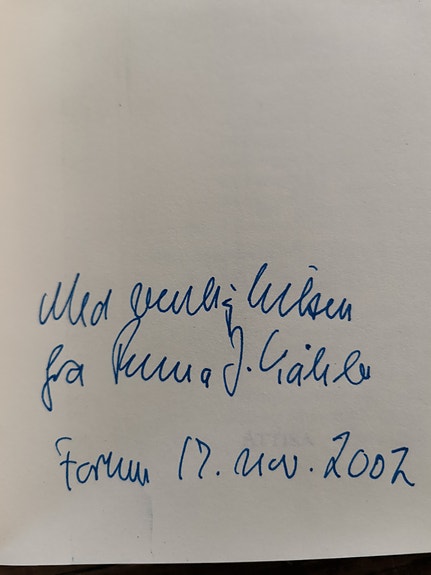 Med venlig hilsen
fra J.
Forum 17. nov. 2002